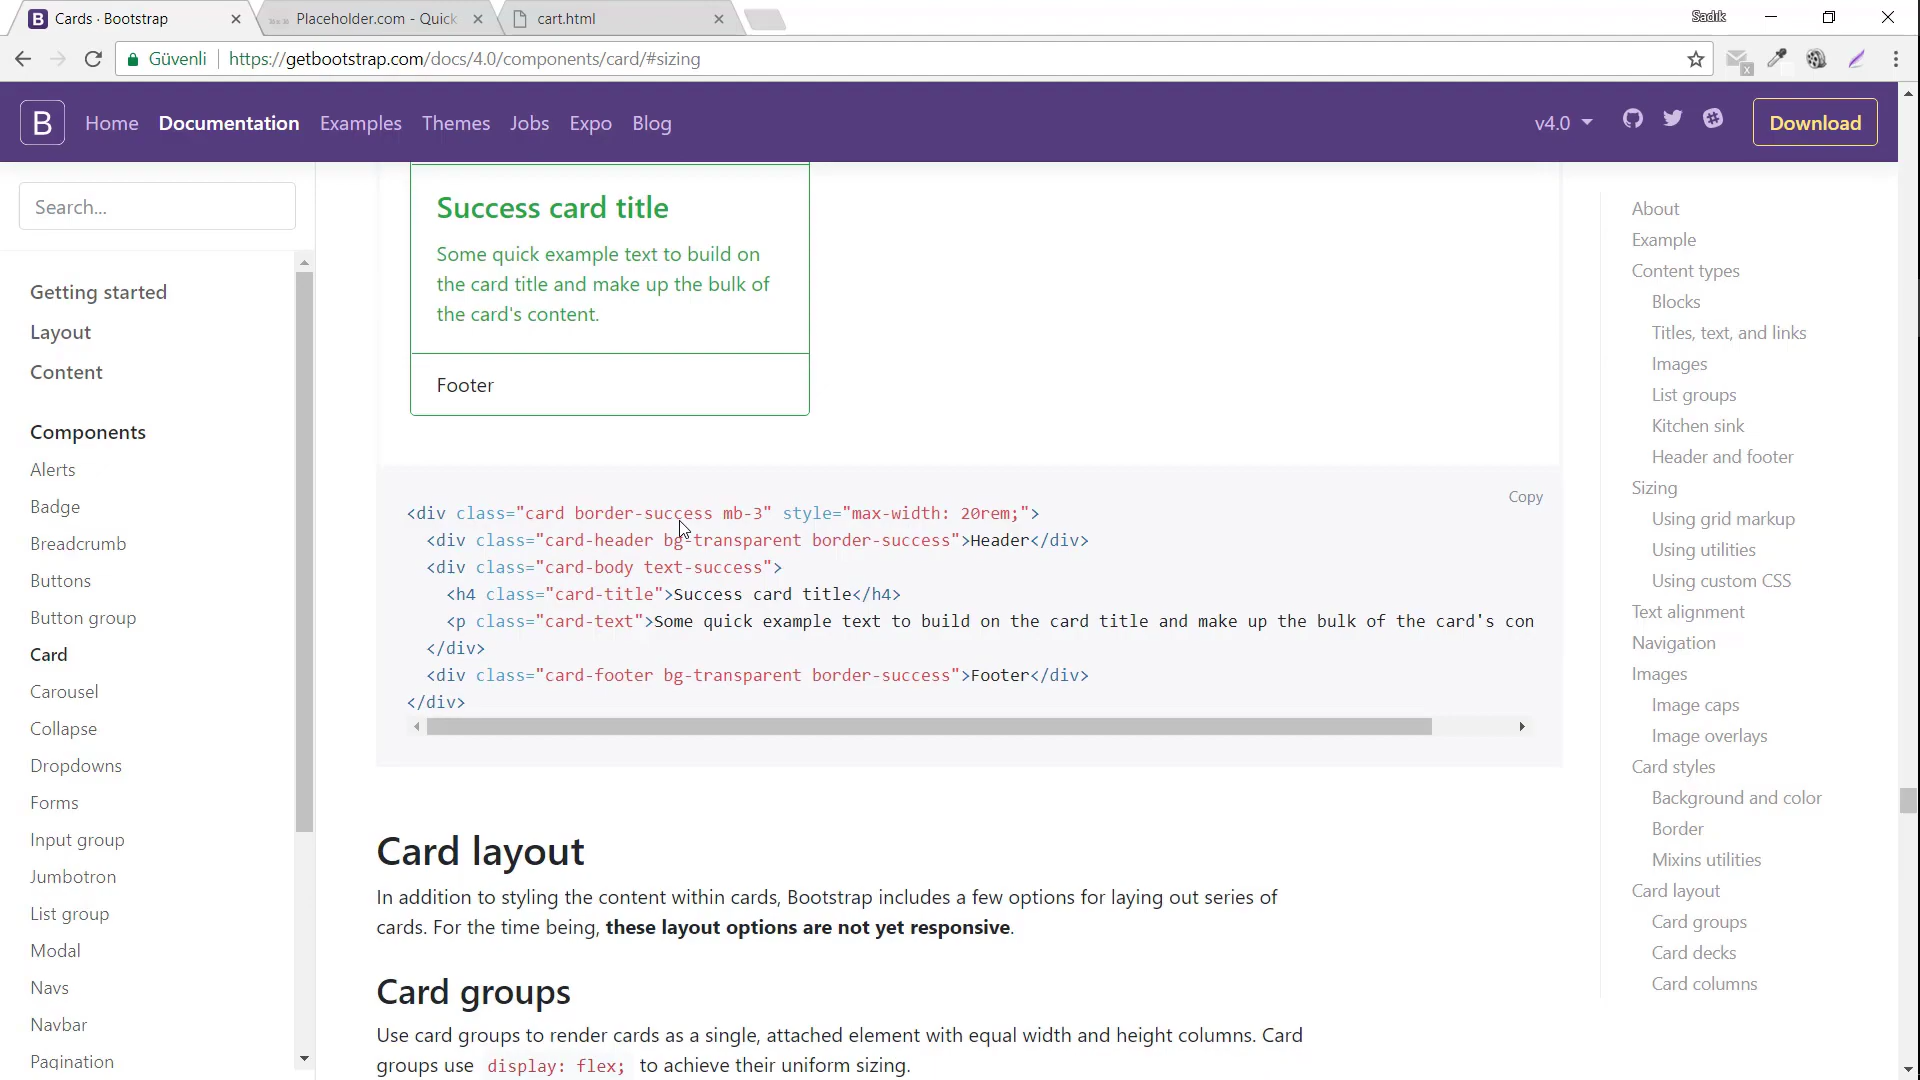 Cards · Bootstrap
Placeholder.com - Quick
cart.html
Sadık
Güvenli
https://getbootstrap.com/docs/4.0/components/card/#sizing
B
Home
Documentation
Examples
Themes
Jobs
Expo
Blog
v4.0
Download
Search...
Getting started
Layout
Content
Components
Alerts
Badge
Breadcrumb
Buttons
Button group
Card
Carousel
Collapse
Dropdowns
Forms
Input group
Jumbotron
List group
Modal
Navs
Navbar
Pagination
Success card title
Some quick example text to build on
the card title and make up the bulk of
the card's content.
Footer
Copy
<div class="card border-success mb-3" style="max-width: 20rem;">
<div class="card-header bg-transparent border-success">Header</div>
<div class="card-body text-success">
<h4 class="card-title">Success card title</h4>
<p class="card-text">Some quick example text to build on the card title and make up the bulk of the card's con
</div>
<div class="card-footer bg-transparent border-success">Footer</div>
</div>
Card layout
In addition to styling the content within cards, Bootstrap includes a few options for laying out series of
cards. For the time being, these layout options are not yet responsive.
Card groups
Use card groups to render cards as a single, attached element with equal width and height columns. Card
groups use display: flex; to achieve their uniform sizing.
About
Example
Content types
Blocks
Titles, text, and links
Images
List groups
Kitchen sink
Header and footer
Sizing
Using grid markup
Using utilities
Using custom CSS
Text alignment
Navigation
Images
Image caps
Image overlays
Card styles
Background and color
Border
Mixins utilities
Card layout
Card groups
Card decks
Card columns